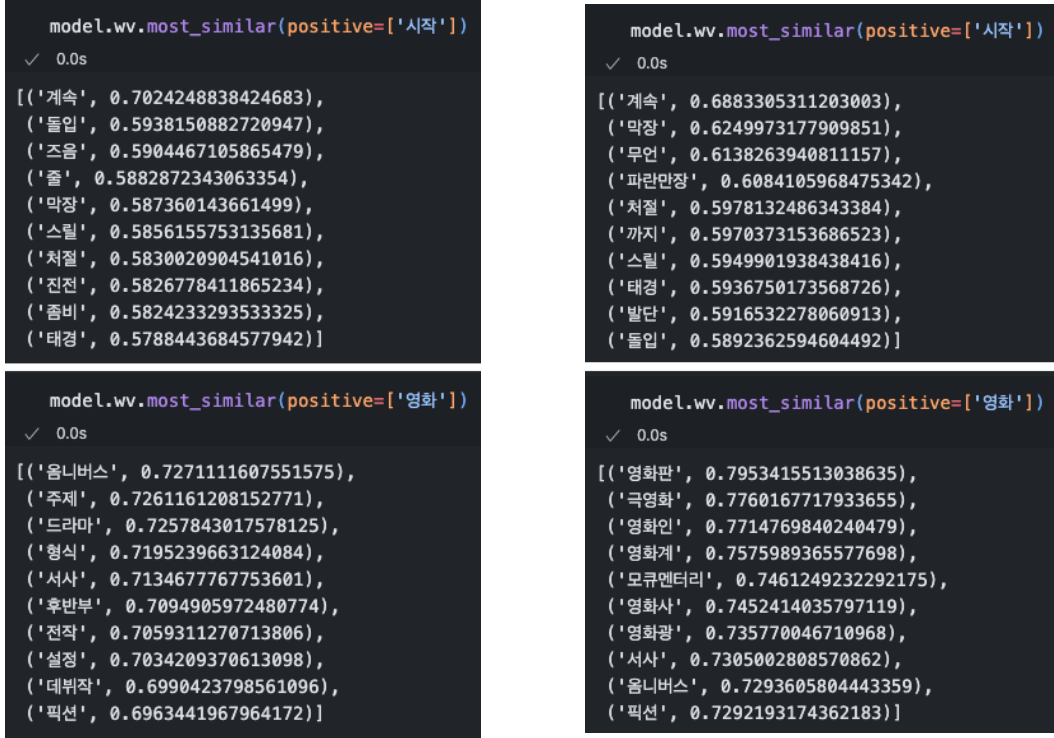 model.wv.most_similar(positive=['시작'])
✓ 0.0s
[('계속', 0.7024248838424683),
('돌입', 0.5938150882720947),
('즈음', 0.5904467105865479),
('줄', 0.5882872343063354),
('막장', 0.587360143661499),
('스릴', 0.5856155753135681),
('처절', 0.5830020904541016),
('진전', 0.5826778411865234),
('좀비', 0.5824233293533325),
('태경', 0.5788443684577942)]
model.wv.most_similar(positive=['시작'])
✓ 0.0s
[('계속', 0.6883305311203003),
('막장', 0.6249973177909851),
('무언', 0.6138263940811157),
('파란만장', 0.6084105968475342),
('처절', 0.5978132486343384),
('까지', 0.5970373153686523),
('스릴', 0.5949901938438416),
('태경', 0.5936750173568726),
('발단', 0.5916532278060913),
('돌입', 0.5892362594604492)]
model.wv.most_similar(positive=['영화'])
✓ 0.0s
[('옴니버스', 0.7271111607551575),
('주제', 0.7261161208152771),
('드라마', 0.7257843017578125),
('형식', 0.7195239663124084),
('서사', 0.7134677767753601),
('후반부', 0.7094905972480774),
('전작', 0.7059311270713806),
('설정', 0.7034209370613098),
('데뷔작', 0.6990423798561096),
('픽션', 0.6963441967964172)]
model.wv.most_similar(positive=['영화'])
✓ 0.0s
[('영화판', 0.7953415513038635),
('극영화', 0.7760167717933655),
('영화인', 0.7714769840240479),
('영화계', 0.7575989365577698),
('모큐멘터리', 0.7461249232292175),
('영화사', 0.7452414035797119),
('영화광', 0.735770046710968),
('서사', 0.7305002808570862),
('옴니버스', 0.7293605804443359),
('픽션', 0.7292193174362183)]